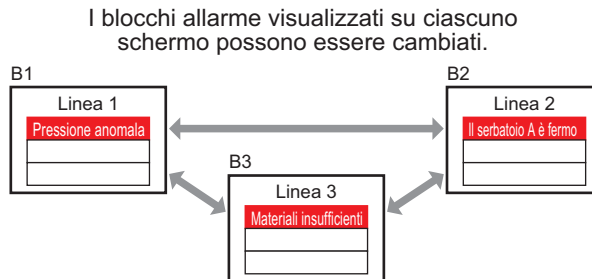 I blocchi allarme visualizzati su ciascuno
schermo possono essere cambiati.
B1
B2
Linea 1
Linea 2
Pressione anomala
Il serbatoio A è fermo
B3
Linea 3
Materiali insufficienti